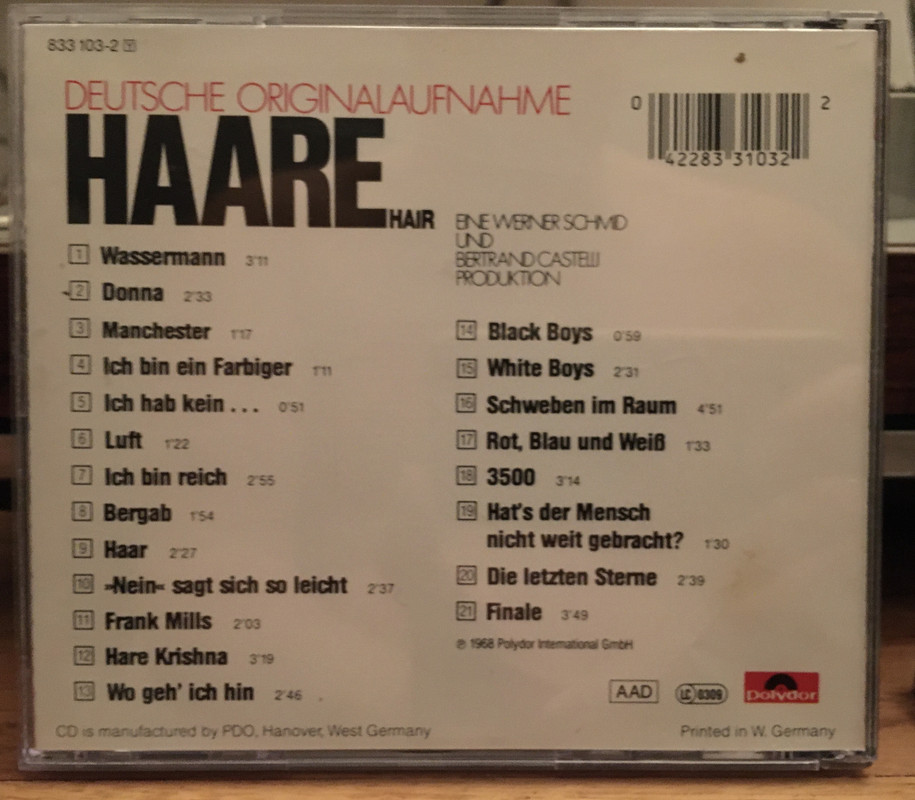 833 103-2
DEUTSCHE ORIGINALAUFNAHME
HAARE HAIR
0 42283 31032 2
EINE WERNER SCHMID
UND
BERTRAND CASTELLI
PRODUKTION
1 Wassermann 3'11
2 Donna 2'33
3 Manchester 1'17
4 Ich bin ein Farbiger 1'11
5 Ich hab kein ... 0'51
6 Luft 1'22
7 Ich bin reich 2'55
8 Bergab 1'54
9 Haar 2'27
10 »Nein« sagt sich so leicht 2'37
11 Frank Mills 2'03
12 Hare Krishna 3'19
13 Wo geh' ich hin 2'46
14 Black Boys 0'59
15 White Boys 2'31
16 Schweben im Raum 4'51
17 Rot, Blau und Weiß 1'33
18 3500 3'14
19 Hat's der Mensch
nicht weit gebracht? 1'30
20 Die letzten Sterne 2'39
21 Finale 3'49
℗ 1968 Polydor International GmbH
AAD LC 0309 Polydor
CD is manufactured by PDO, Hanover, West Germany
Printed in W. Germany